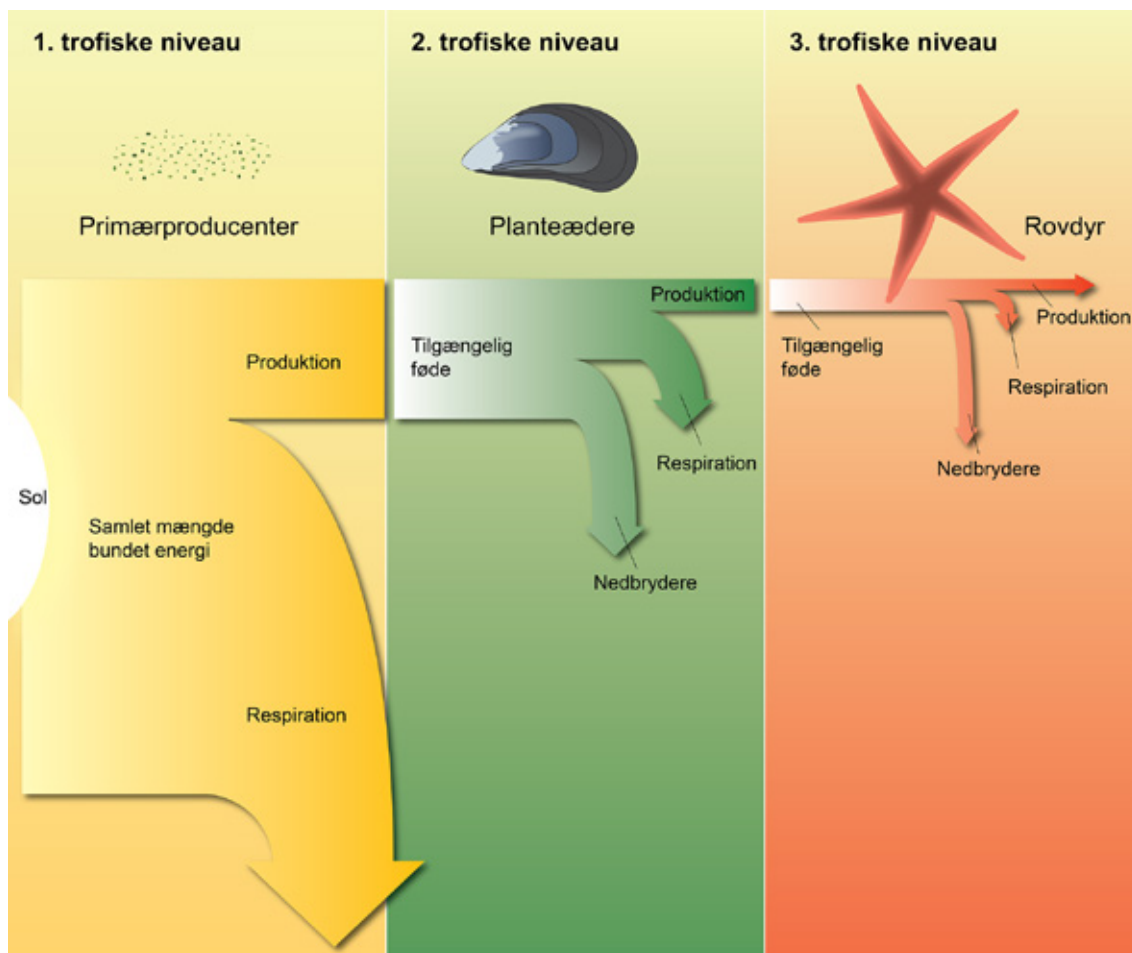 1. trofiske niveau
Primærproducenter
Produktion
Sol
Samlet mængde
bundet energi
Respiration
2. trofiske niveau
Planteædere
Produktion
Tilgængelig
føde
Respiration
Nedbrydere
3. trofiske niveau
Rovdyr
Produktion
Tilgængelig
føde
Respiration
Nedbrydere